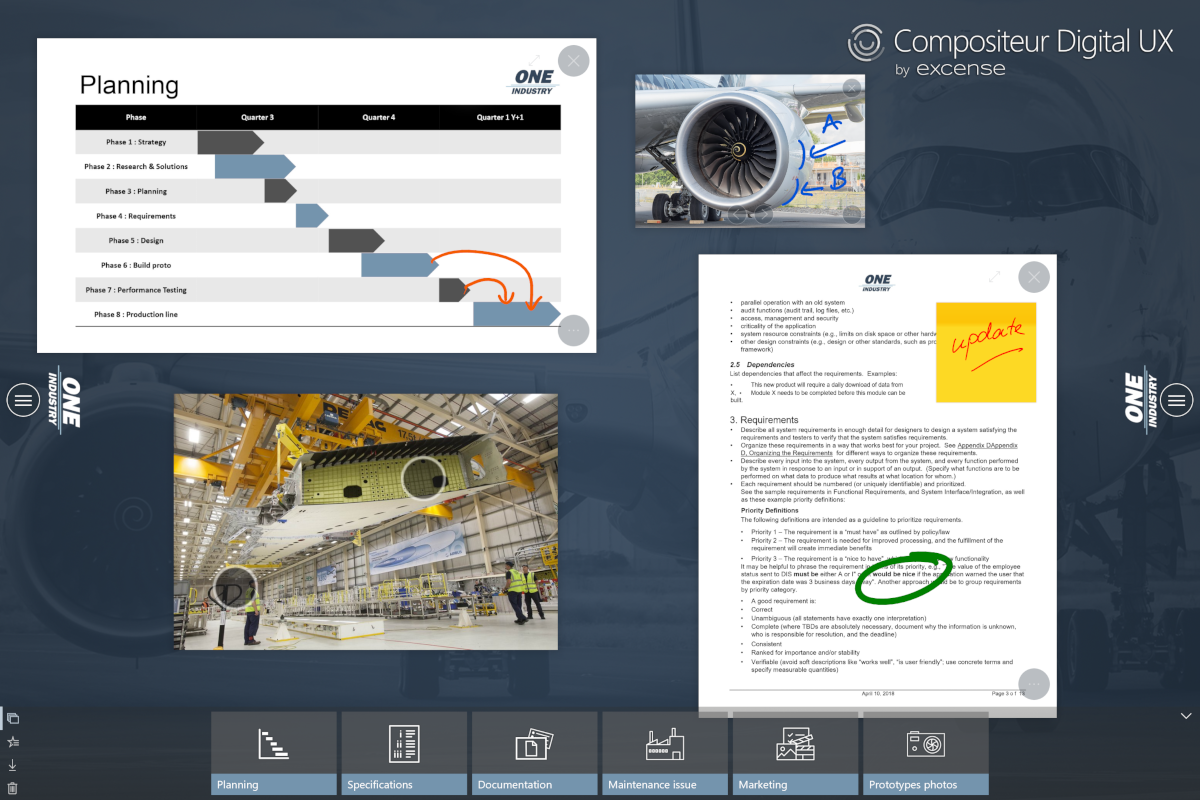 Compositeur Digital UX
by excense
Planning
ONE
INDUSTRY
Phase Quarter 3 Quarter 4 Quarter 1 Y+1
Phase 1 : Strategy
Phase 2 : Research & Solutions
Phase 3 : Planning
Phase 4 : Requirements
Phase 5 : Design
Phase 6 : Build proto
Phase 7 : Performance Testing
Phase 8 : Production line
A
B
ONE
INDUSTRY
ONE
INDUSTRY
• parallel operation with an old system
• audit functions (audit trail, log files, etc.)
• access, management and security
• criticality of the application
• system resource constraints (e.g., limits on disk space or other
• other design constraints (e.g., design or other standards, such as
framework)
update
2.5 Dependencies
List dependencies that affect the requirements. Examples:
• This new product will require a daily download of data from
X, • Module X needs to be completed before this module can be
built.
3. Requirements
• Describe all system requirements in enough detail for designers to design a system satisfying the
requirements and testers to verify that the system satisfies requirements.
• Organize these requirements in a way that works best for your project. See Appendix DAppendix
D, Organizing the Requirements for different ways to organize these requirements.
• Describe every input into the system, every output from the system, and every function performed
by the system in response to an input or in support of an output. (Specify what functions are to be
performed on what data to produce what results at what location for whom.)
• Each requirement should be numbered (or uniquely identifiable) and prioritized.
See the sample requirements in Functional Requirements, and System Interface/Integration, as well
as these example priority definitions:
Priority Definitions
The following definitions are intended as a guideline to prioritize requirements.
• Priority 1 – The requirement is a "must have" as outlined by policy/law
• Priority 2 – The requirement is needed for improved processing, and the fulfillment of the
requirement will create immediate benefits
• Priority 3 – The requirement is a "nice to have" functionality
It may be helpful to phrase the requirement in of its priority, e.g., value of the employee
status sent to DIS must be either A or I" would be nice if the warned the user that
the expiration date was 3 business days Another approach be to group requirements
by priority category.
• A good requirement is:
• Correct
• Unambiguous (all statements have exactly one interpretation)
• Complete (where TBDs are absolutely necessary, document why the information is unknown,
who is responsible for resolution, and the deadline)
• Consistent
• Ranked for importance and/or stability
• Verifiable (avoid soft descriptions like "works well", "is user friendly"; use concrete terms and
specify measurable quantities)
April 19, 2018 Page 3 of
ONE
INDUSTRY
Planning
Specifications
Documentation
Maintenance issue
Marketing
Prototypes photos